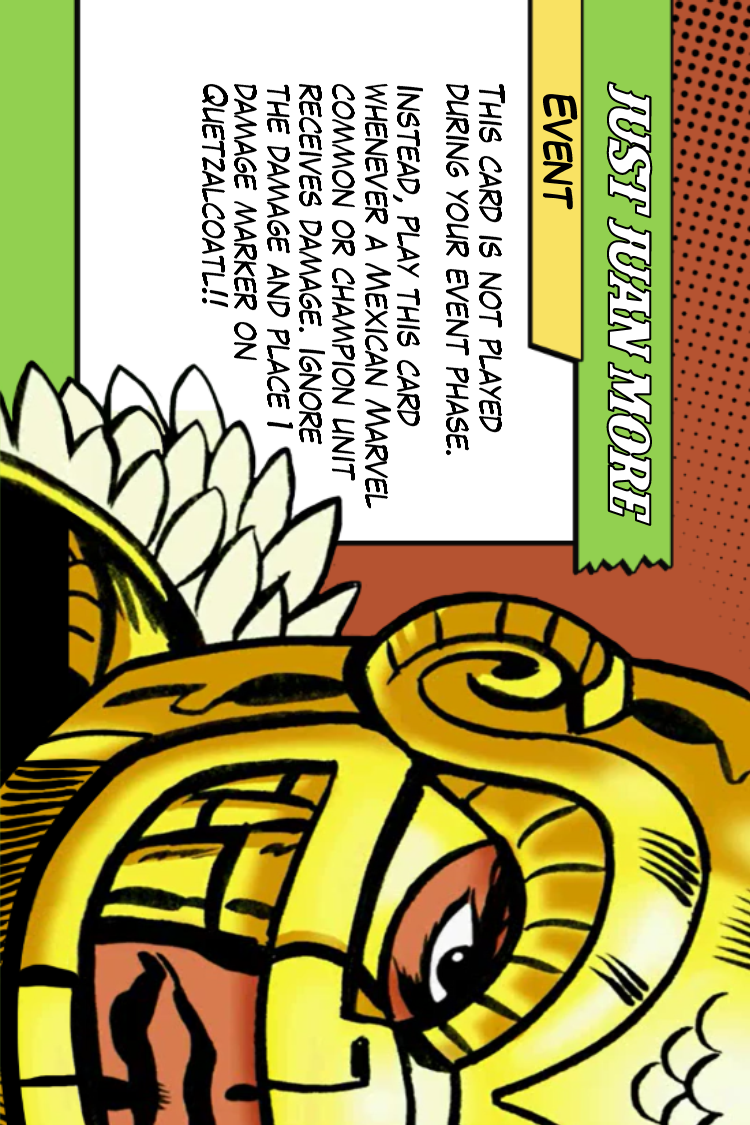 JUST JUAN MORE
EVENT
THIS CARD IS NOT PLAYED
DURING YOUR EVENT PHASE.
INSTEAD, PLAY THIS CARD
WHENEVER A MEXICAN MARVEL
COMMON OR CHAMPION UNIT
RECEIVES DAMAGE. IGNORE
THE DAMAGE AND PLACE 1
DAMAGE MARKER ON
QUETZALCOATL!!